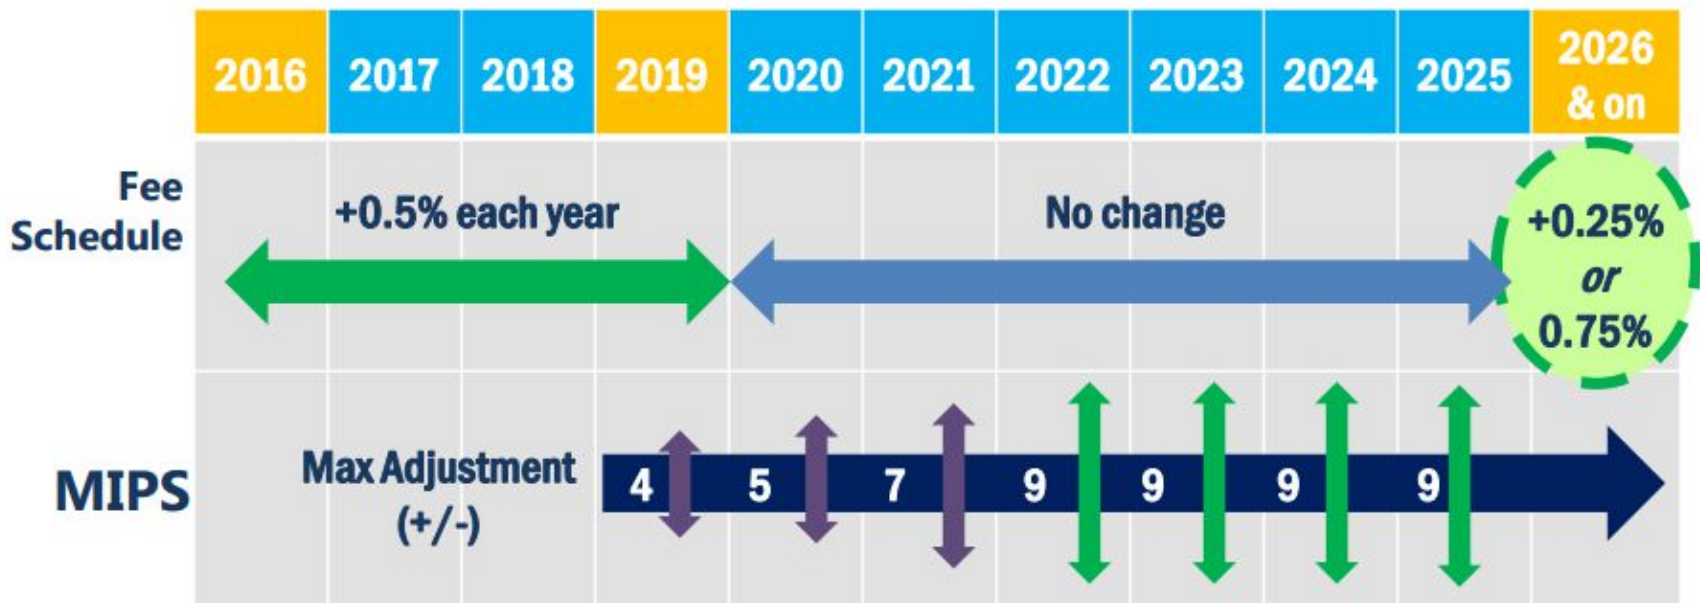 2016 2017 2018 2019 2020 2021 2022 2023 2024 2025 2026
& on
Fee
Schedule
+0.5% each year
No change
+0.25%
or
0.75%
MIPS
Max Adjustment
(+/-)
4 5 7 9 9 9 9